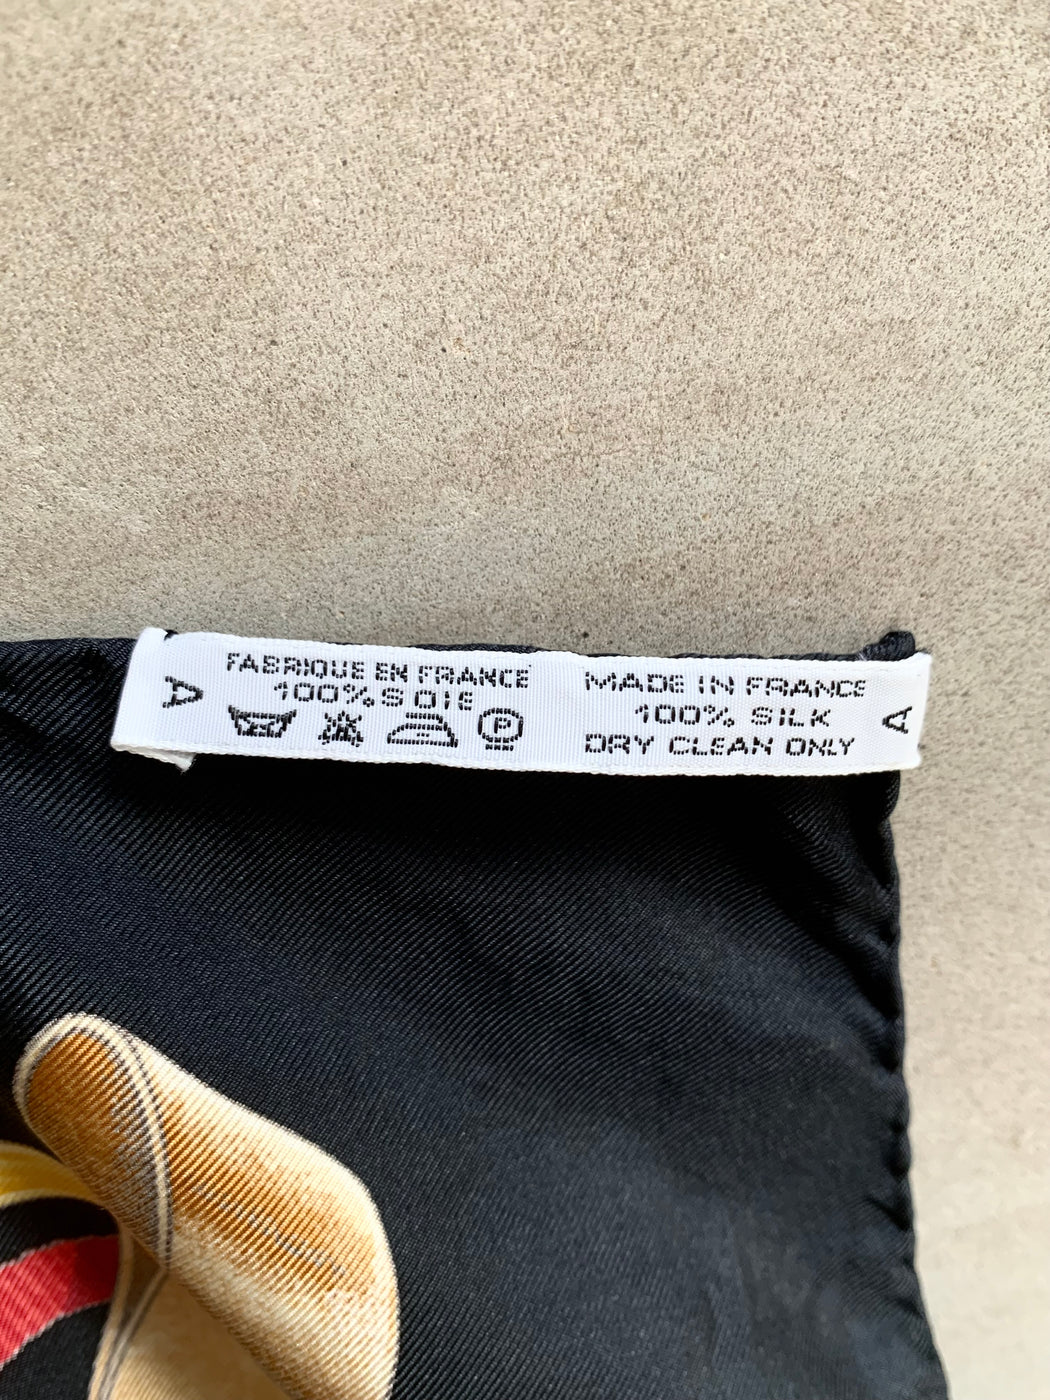 A
FABRIQUE EN FRANCE
100% SOIE
P
MADE IN FRANCE
100% SILK
DRY CLEAN ONLY
A